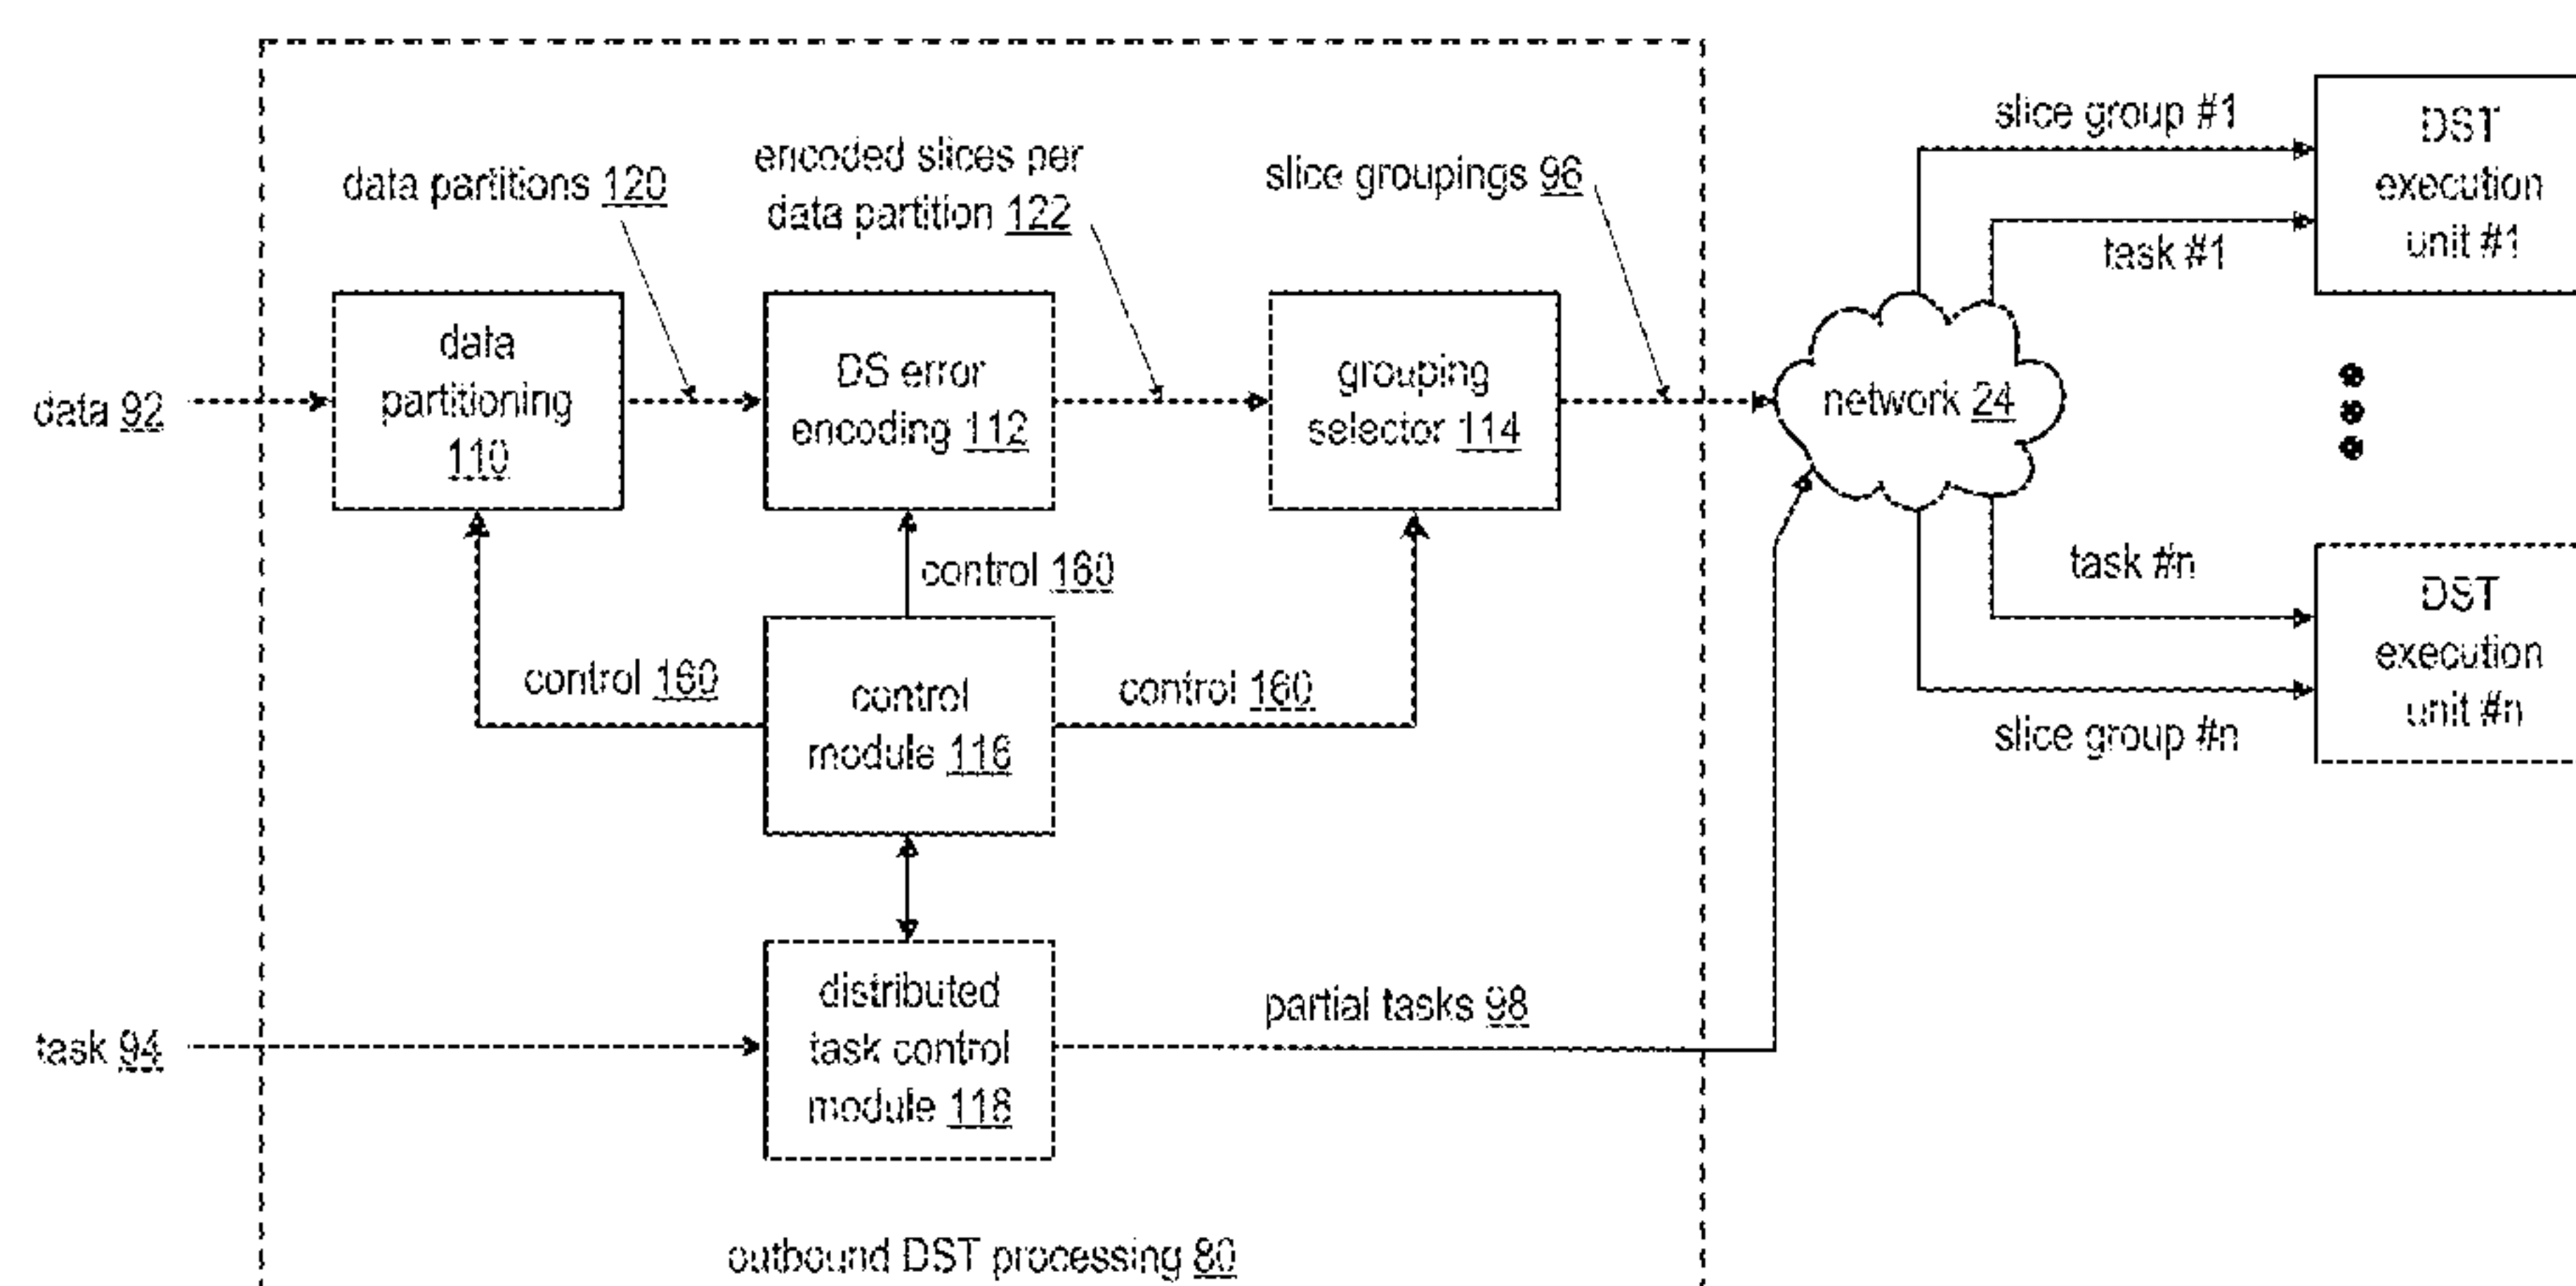 data 92
data partitions 120
encoded slices per
data partition 122
slice groupings 96
data
partitioning
110
DS error
encoding 112
grouping
selector 114
control 160
control 160
control 160
control
module 116
task 94
distributed
task control
module 118
partial tasks 98
outbound DST processing 80
network 24
slice group #1
task #1
DST
execution
unit #1
task #n
slice group #n
DST
execution
unit #n